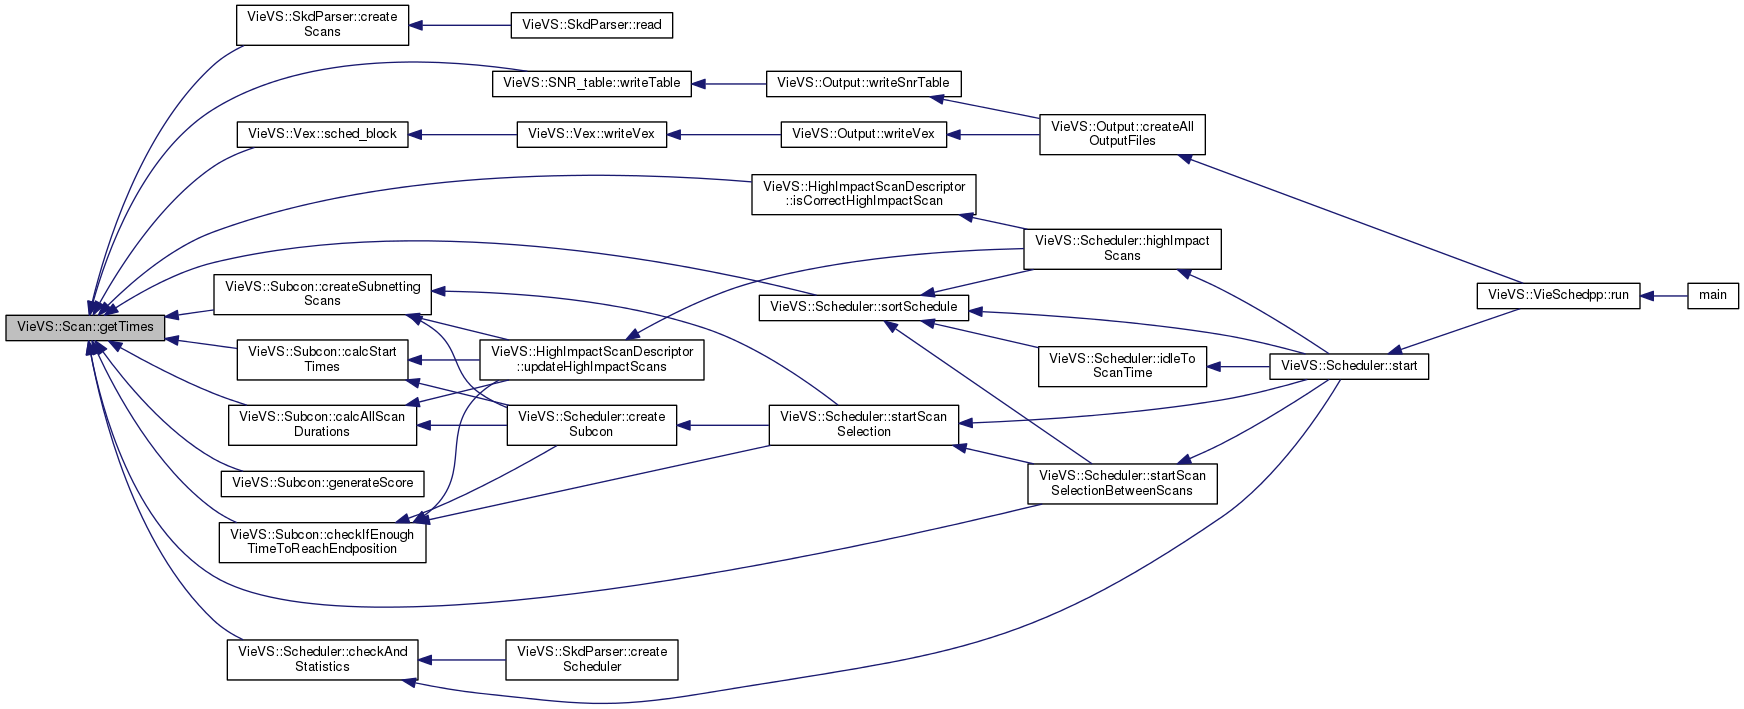 VieVS::SkdParser::create
Scans
VieVS::SkdParser::read
VieVS::SNR_table::writeTable
VieVS::Output::writeSnrTable
VieVS::Vex::sched_block
VieVS::Vex::writeVex
VieVS::Output::writeVex
VieVS::Output::createAll
OutputFiles
VieVS::HighImpactScanDescriptor
::isCorrectHighImpactScan
VieVS::Scheduler::highImpact
Scans
VieVS::Subcon::createSubnetting
Scans
VieVS::Scheduler::sortSchedule
VieVS::VieSchedpp::run
main
VieVS::Scan::getTimes
VieVS::Subcon::calcStart
Times
VieVS::HighImpactScanDescriptor
::updateHighImpactScans
VieVS::Scheduler::idleTo
ScanTime
VieVS::Scheduler::start
VieVS::Subcon::calcAllScan
Durations
VieVS::Scheduler::create
Subcon
VieVS::Scheduler::startScan
Selection
VieVS::Subcon::generateScore
VieVS::Scheduler::startScan
SelectionBetweenScans
VieVS::Subcon::checkIfEnough
TimeToReachEndposition
VieVS::Scheduler::checkAnd
Statistics
VieVS::SkdParser::create
Scheduler